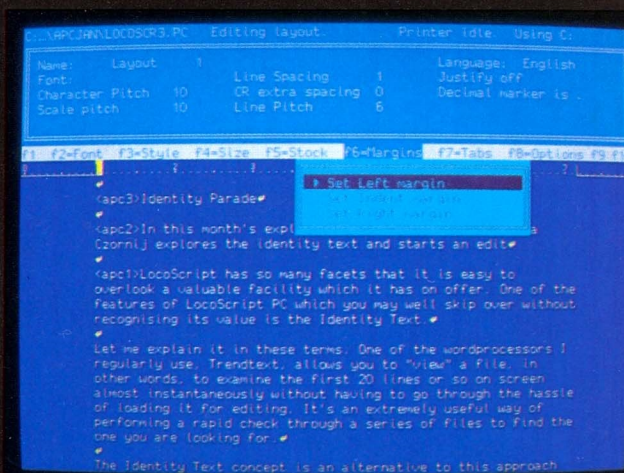 C:..\APCJAN\LOCOSCR3.PC Editing layout. Printer idle. Using C:
Name: Layout 1 Language: English
Font: Line Spacing 1 Justify off
Character Pitch 10 CR extra spacing 0 Decimal marker is .
Scale pitch 10 Line Pitch 6
f1 f2=Font f3=Style f4=Size f5=Stock f6=Margins f7=Tabs f8=Options f9
Set Left margin
Set Indent margin
Set Right margin
<apc3>Identity Parade
<apc2>In this month's expl a
Czornij explores the identity text and starts an edit
<apc1>LocoScript has so many facets that it is easy to
overlook a valuable facility which it has on offer. One of the
features of LocoScript PC which you may well skip over without
recognising its value is the Identity Text.
Let me explain it in these terms: One of the wordprocessors I
regularly use, Trendtext, allows you to "view" a file, in
other words, to examine the first 20 lines or so on screen
almost instantaneously without having to go through the hassle
of loading it for editing. It's an extremely useful way of
performing a rapid check through a series of files to find the
one you are looking for.
The Identity Text concept is an alternative to this approach